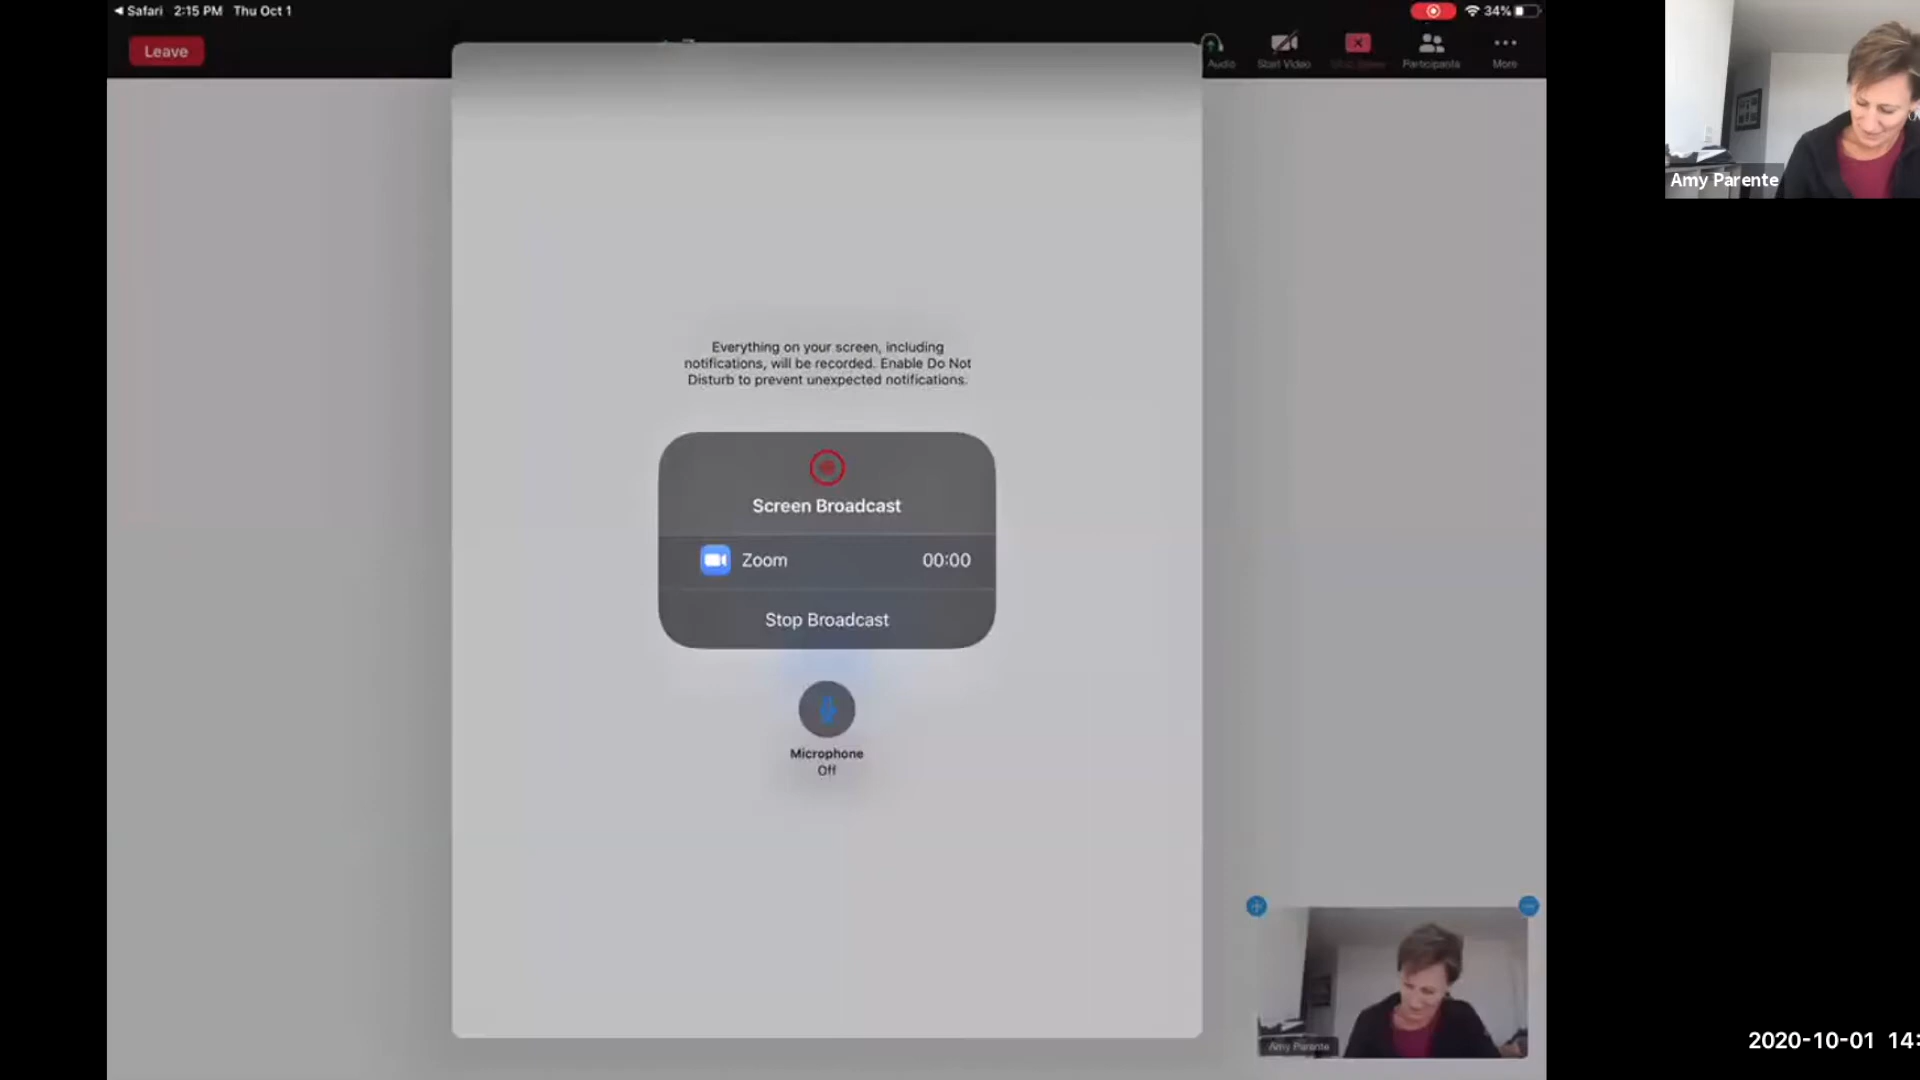 Safari 2:15 PM Thu Oct 1
34%
Leave
Audio
Start Video
Participants
More
Amy Parente
Everything on your screen, including
notifications, will be recorded. Enable Do Not
Disturb to prevent unexpected notifications.
Screen Broadcast
Zoom 00:00
Stop Broadcast
Microphone
Off
Amy Parente
2020-10-01 14: